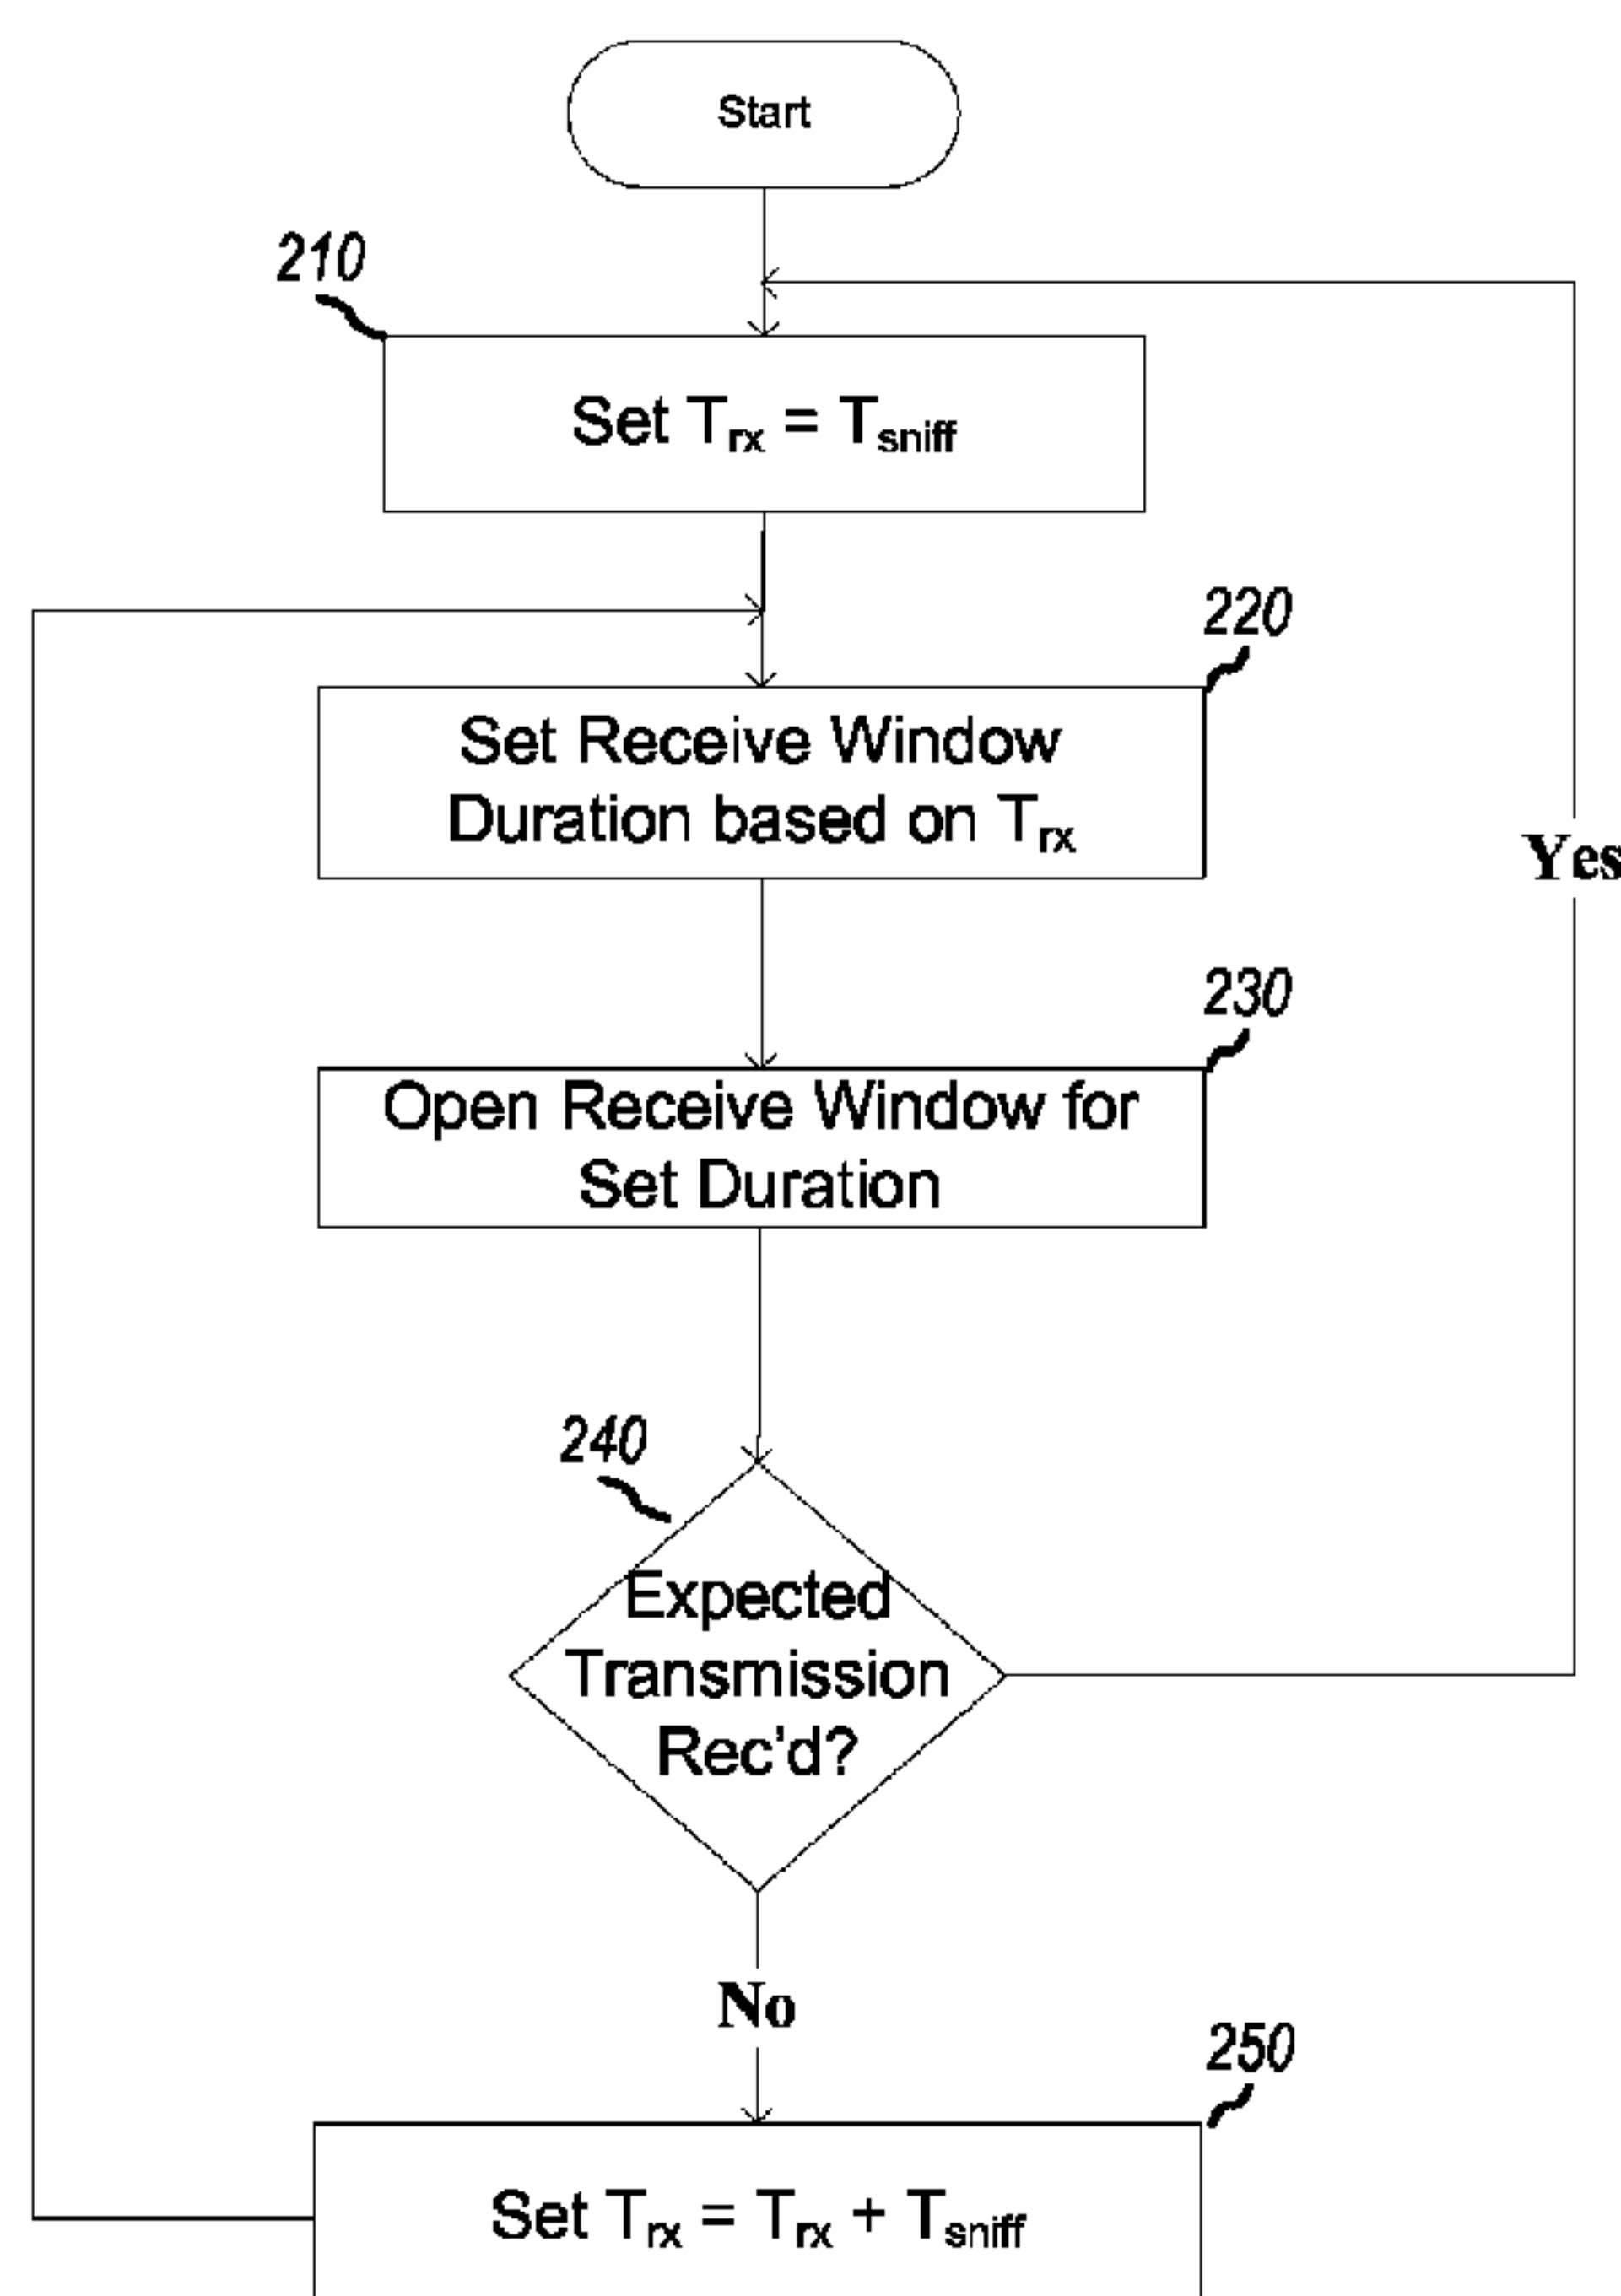 Start
210
Set Trx = Tsniff
220
Set Receive Window
Duration based on Trx
Yes
230
Open Receive Window for
Set Duration
240
Expected
Transmission
Rec'd?
No
250
Set Trx = Trx + Tsniff